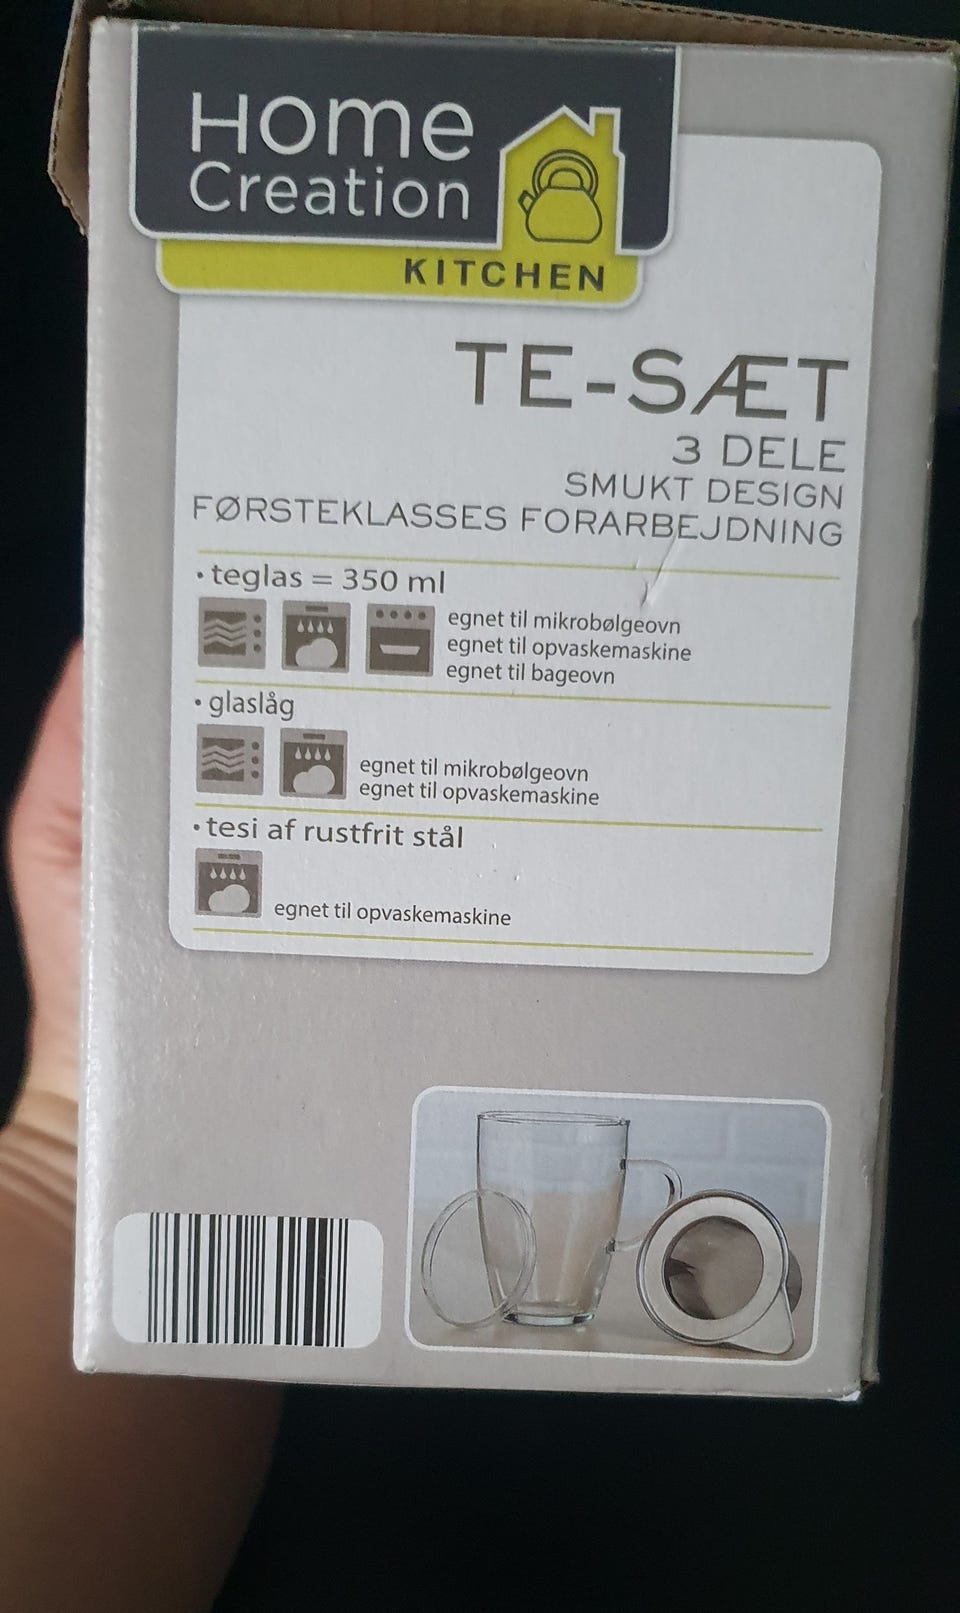 Home
Creation
KITCHEN
TE-SÆT
3 DELE
SMUKT DESIGN
FØRSTEKLASSES FORARBEJDNING
• teglas = 350 ml
egnet til mikrobølgeovn
egnet til opvaskemaskine
egnet til bageovn
• glaslåg
egnet til mikrobølgeovn
egnet til opvaskemaskine
• tesi af rustfrit stål
egnet til opvaskemaskine